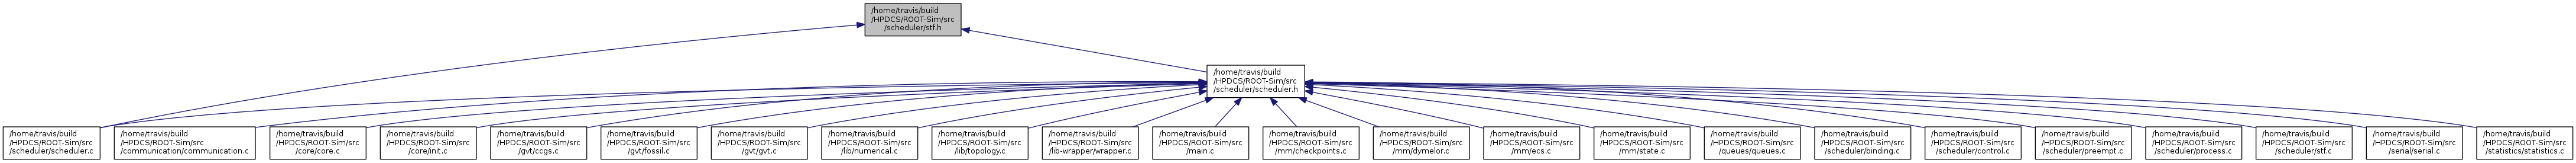 /home/travis/build
/HPDCS/ROOT-Sim/src
/scheduler/stf.h
/home/travis/build
/HPDCS/ROOT-Sim/src
/scheduler/scheduler.h
/home/travis/build
/HPDCS/ROOT-Sim/src
/scheduler/scheduler.c
/home/travis/build
/HPDCS/ROOT-Sim/src
/communication/communication.c
/home/travis/build
/HPDCS/ROOT-Sim/src
/core/core.c
/home/travis/build
/HPDCS/ROOT-Sim/src
/core/init.c
/home/travis/build
/HPDCS/ROOT-Sim/src
/gvt/ccgs.c
/home/travis/build
/HPDCS/ROOT-Sim/src
/gvt/fossil.c
/home/travis/build
/HPDCS/ROOT-Sim/src
/gvt/gvt.c
/home/travis/build
/HPDCS/ROOT-Sim/src
/lib/numerical.c
/home/travis/build
/HPDCS/ROOT-Sim/src
/lib/topology.c
/home/travis/build
/HPDCS/ROOT-Sim/src
/lib-wrapper/wrapper.c
/home/travis/build
/HPDCS/ROOT-Sim/src
/main.c
/home/travis/build
/HPDCS/ROOT-Sim/src
/mm/checkpoints.c
/home/travis/build
/HPDCS/ROOT-Sim/src
/mm/dymelor.c
/home/travis/build
/HPDCS/ROOT-Sim/src
/mm/ecs.c
/home/travis/build
/HPDCS/ROOT-Sim/src
/mm/state.c
/home/travis/build
/HPDCS/ROOT-Sim/src
/queues/queues.c
/home/travis/build
/HPDCS/ROOT-Sim/src
/scheduler/binding.c
/home/travis/build
/HPDCS/ROOT-Sim/src
/scheduler/control.c
/home/travis/build
/HPDCS/ROOT-Sim/src
/scheduler/preempt.c
/home/travis/build
/HPDCS/ROOT-Sim/src
/scheduler/process.c
/home/travis/build
/HPDCS/ROOT-Sim/src
/scheduler/stf.c
/home/travis/build
/HPDCS/ROOT-Sim/src
/serial/serial.c
/home/travis/build
/HPDCS/ROOT-Sim/src
/statistics/statistics.c